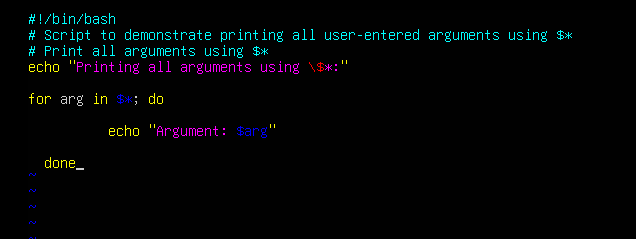 #!/bin/bash
# Script to demonstrate printing all user-entered arguments using $*
# Print all arguments using $*
echo "Printing all arguments using \$*:"
for arg in $*; do
echo "Argument: $arg"
done_
~
~
~
~
~